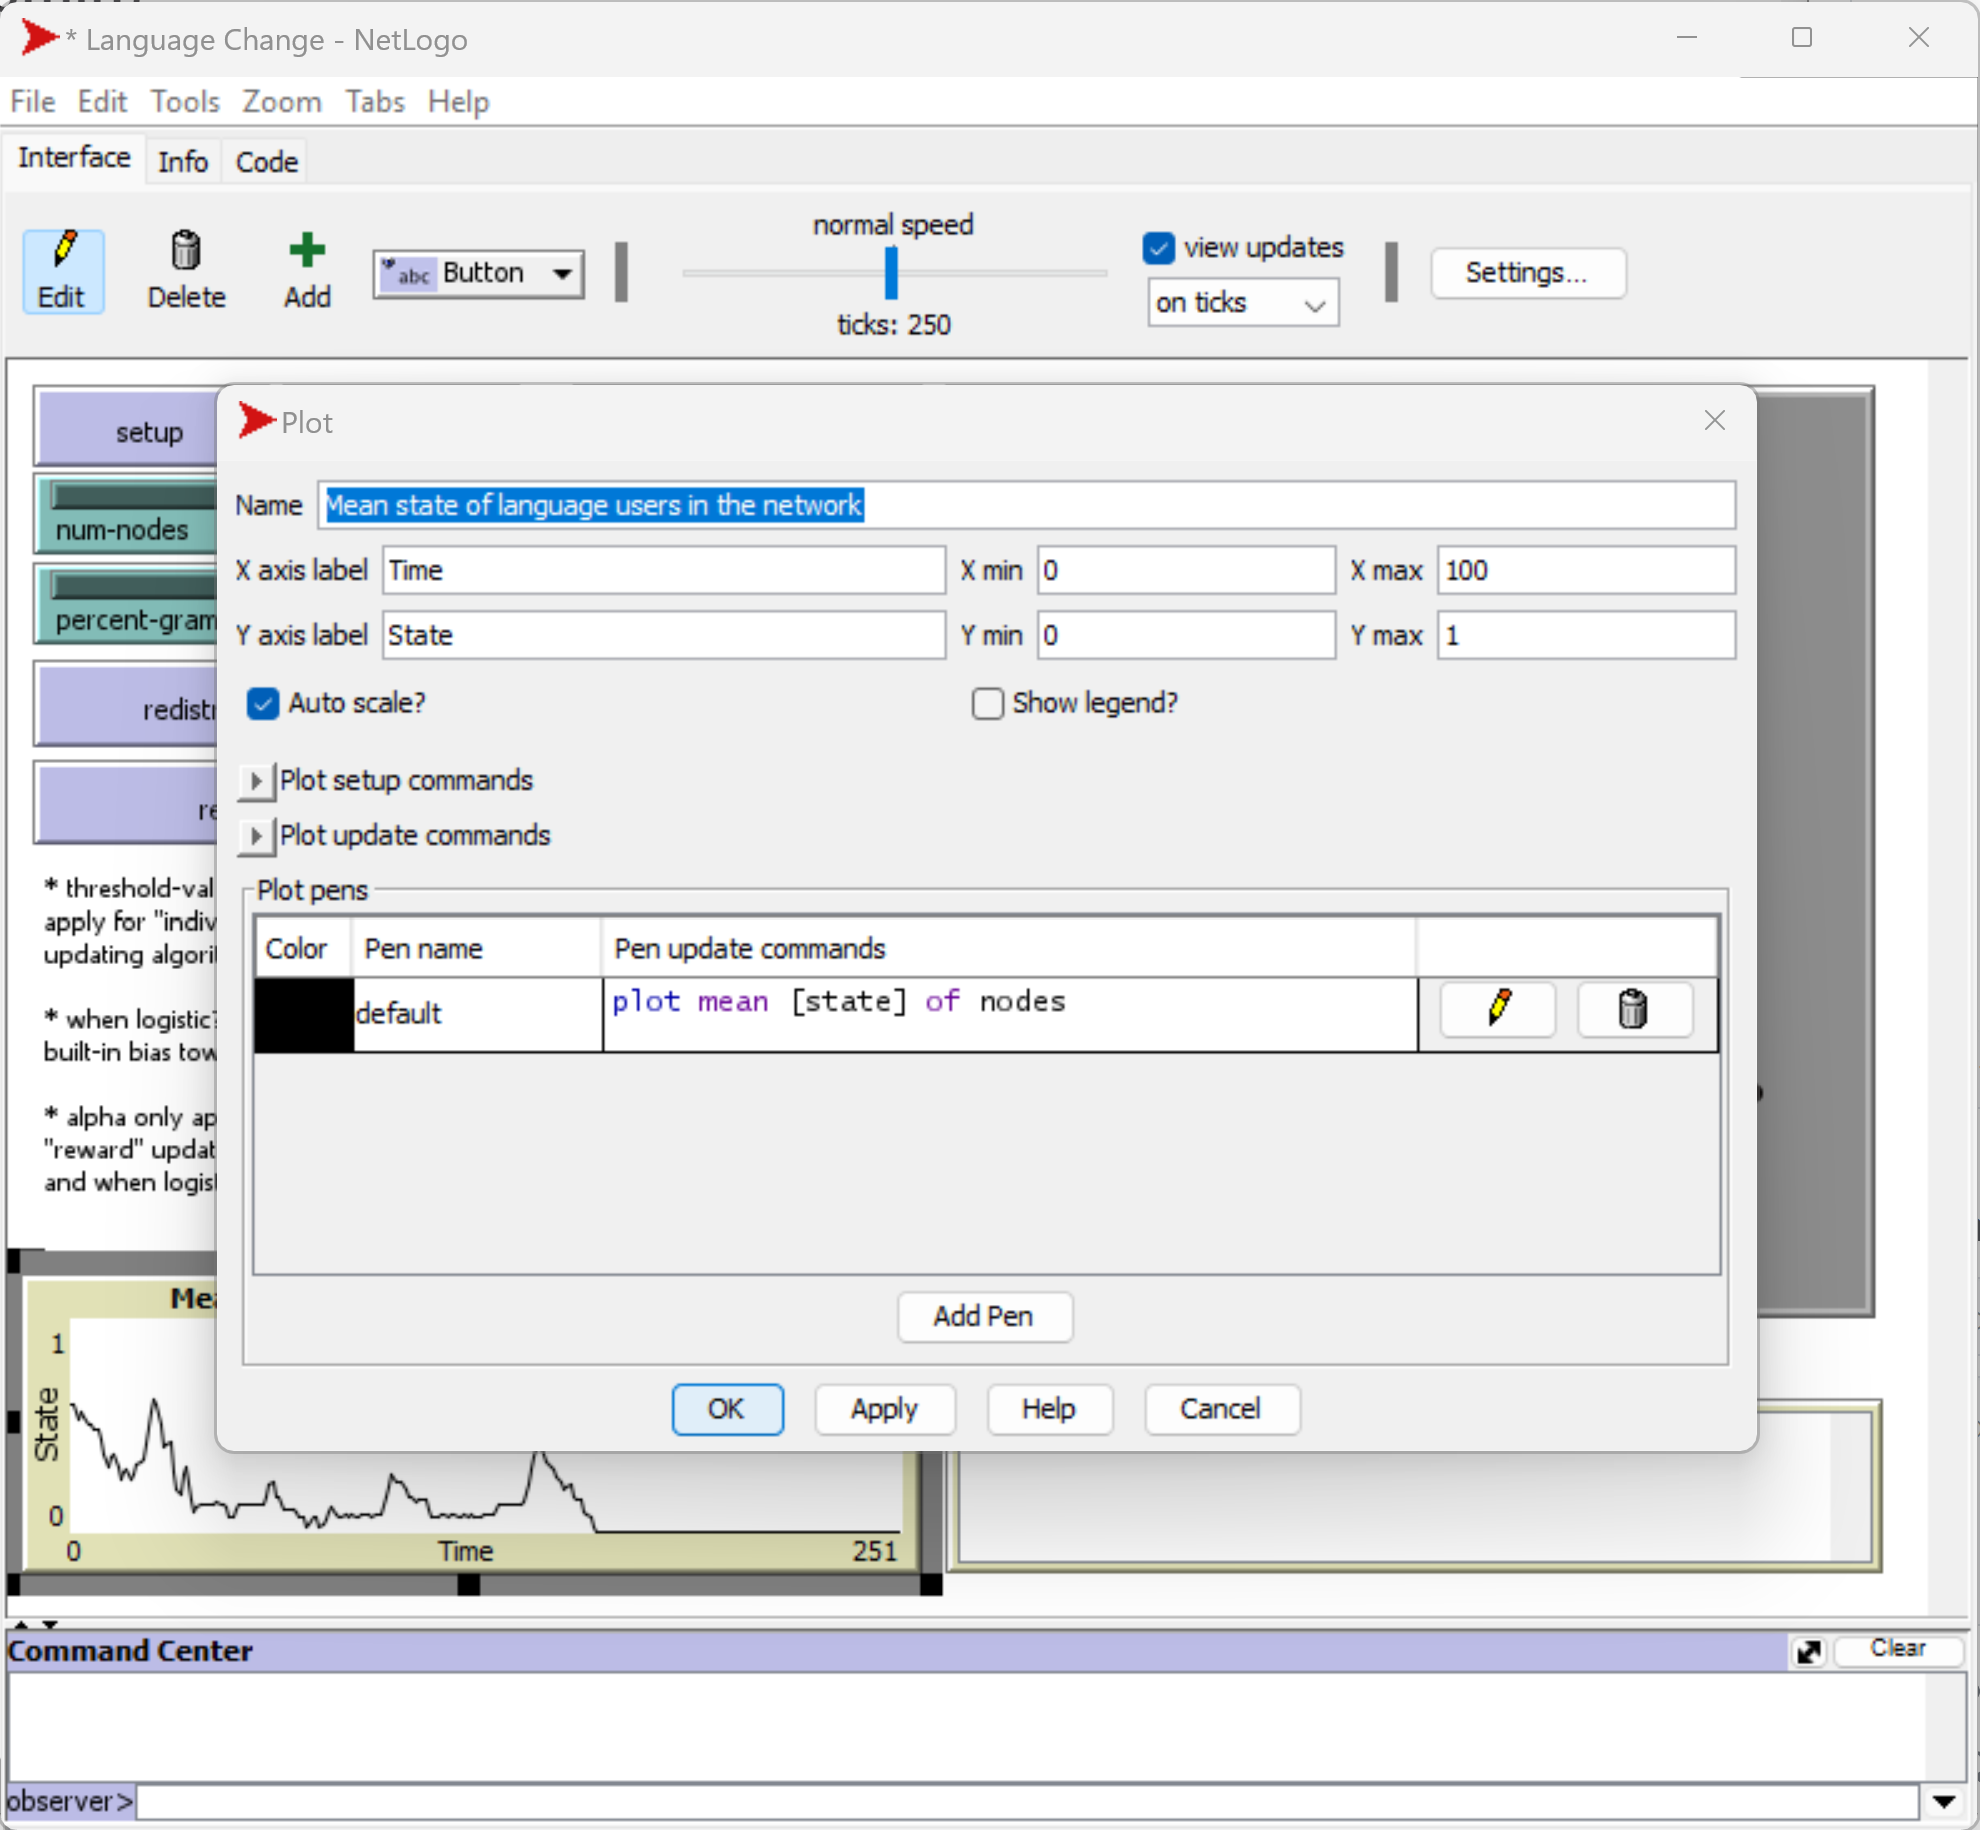 * Language Change - NetLogo
File Edit Tools Zoom Tabs Help
Interface Info Code
Edit Delete Add abc Button normal speed ticks: 250 view updates on ticks Settings...
setup
num-nodes
percent-gram
redistr
re
* threshold-val
apply for "indiv
updating algori
* when logistic?
built-in bias tow
* alpha only ap
"reward" updat
and when logis
Plot
Name Mean state of language users in the network
X axis label Time X min 0 X max 100
Y axis label State Y min 0 Y max 1
Auto scale? Show legend?
Plot setup commands
Plot update commands
Plot pens
Color Pen name Pen update commands
default plot mean [state] of nodes
Add Pen
OK Apply Help Cancel
Mea
1
State
0
0 Time 251
Command Center Clear
observer>